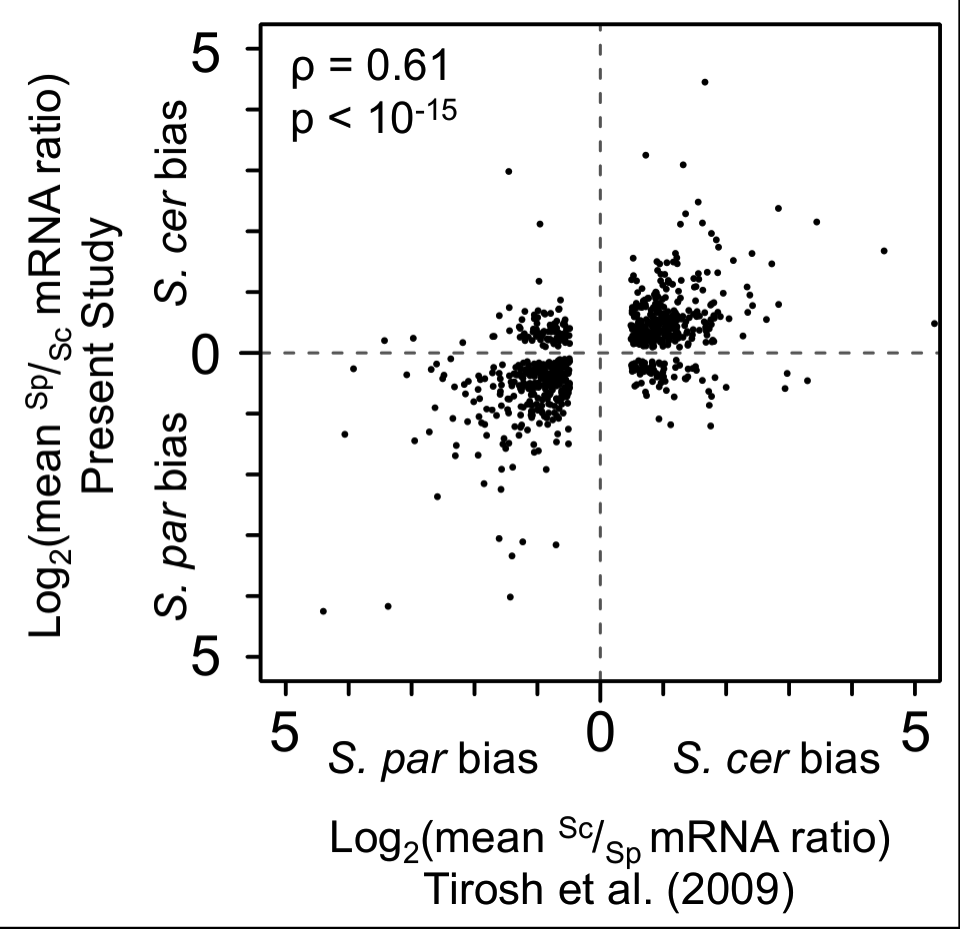 Log2(mean Sp/Sc mRNA ratio)
Present Study
S. cer bias
S. par bias
5
0
5
ρ = 0.61
p < 10-15
5
0
5
S. par bias
S. cer bias
Log2(mean Sc/Sp mRNA ratio)
Tirosh et al. (2009)